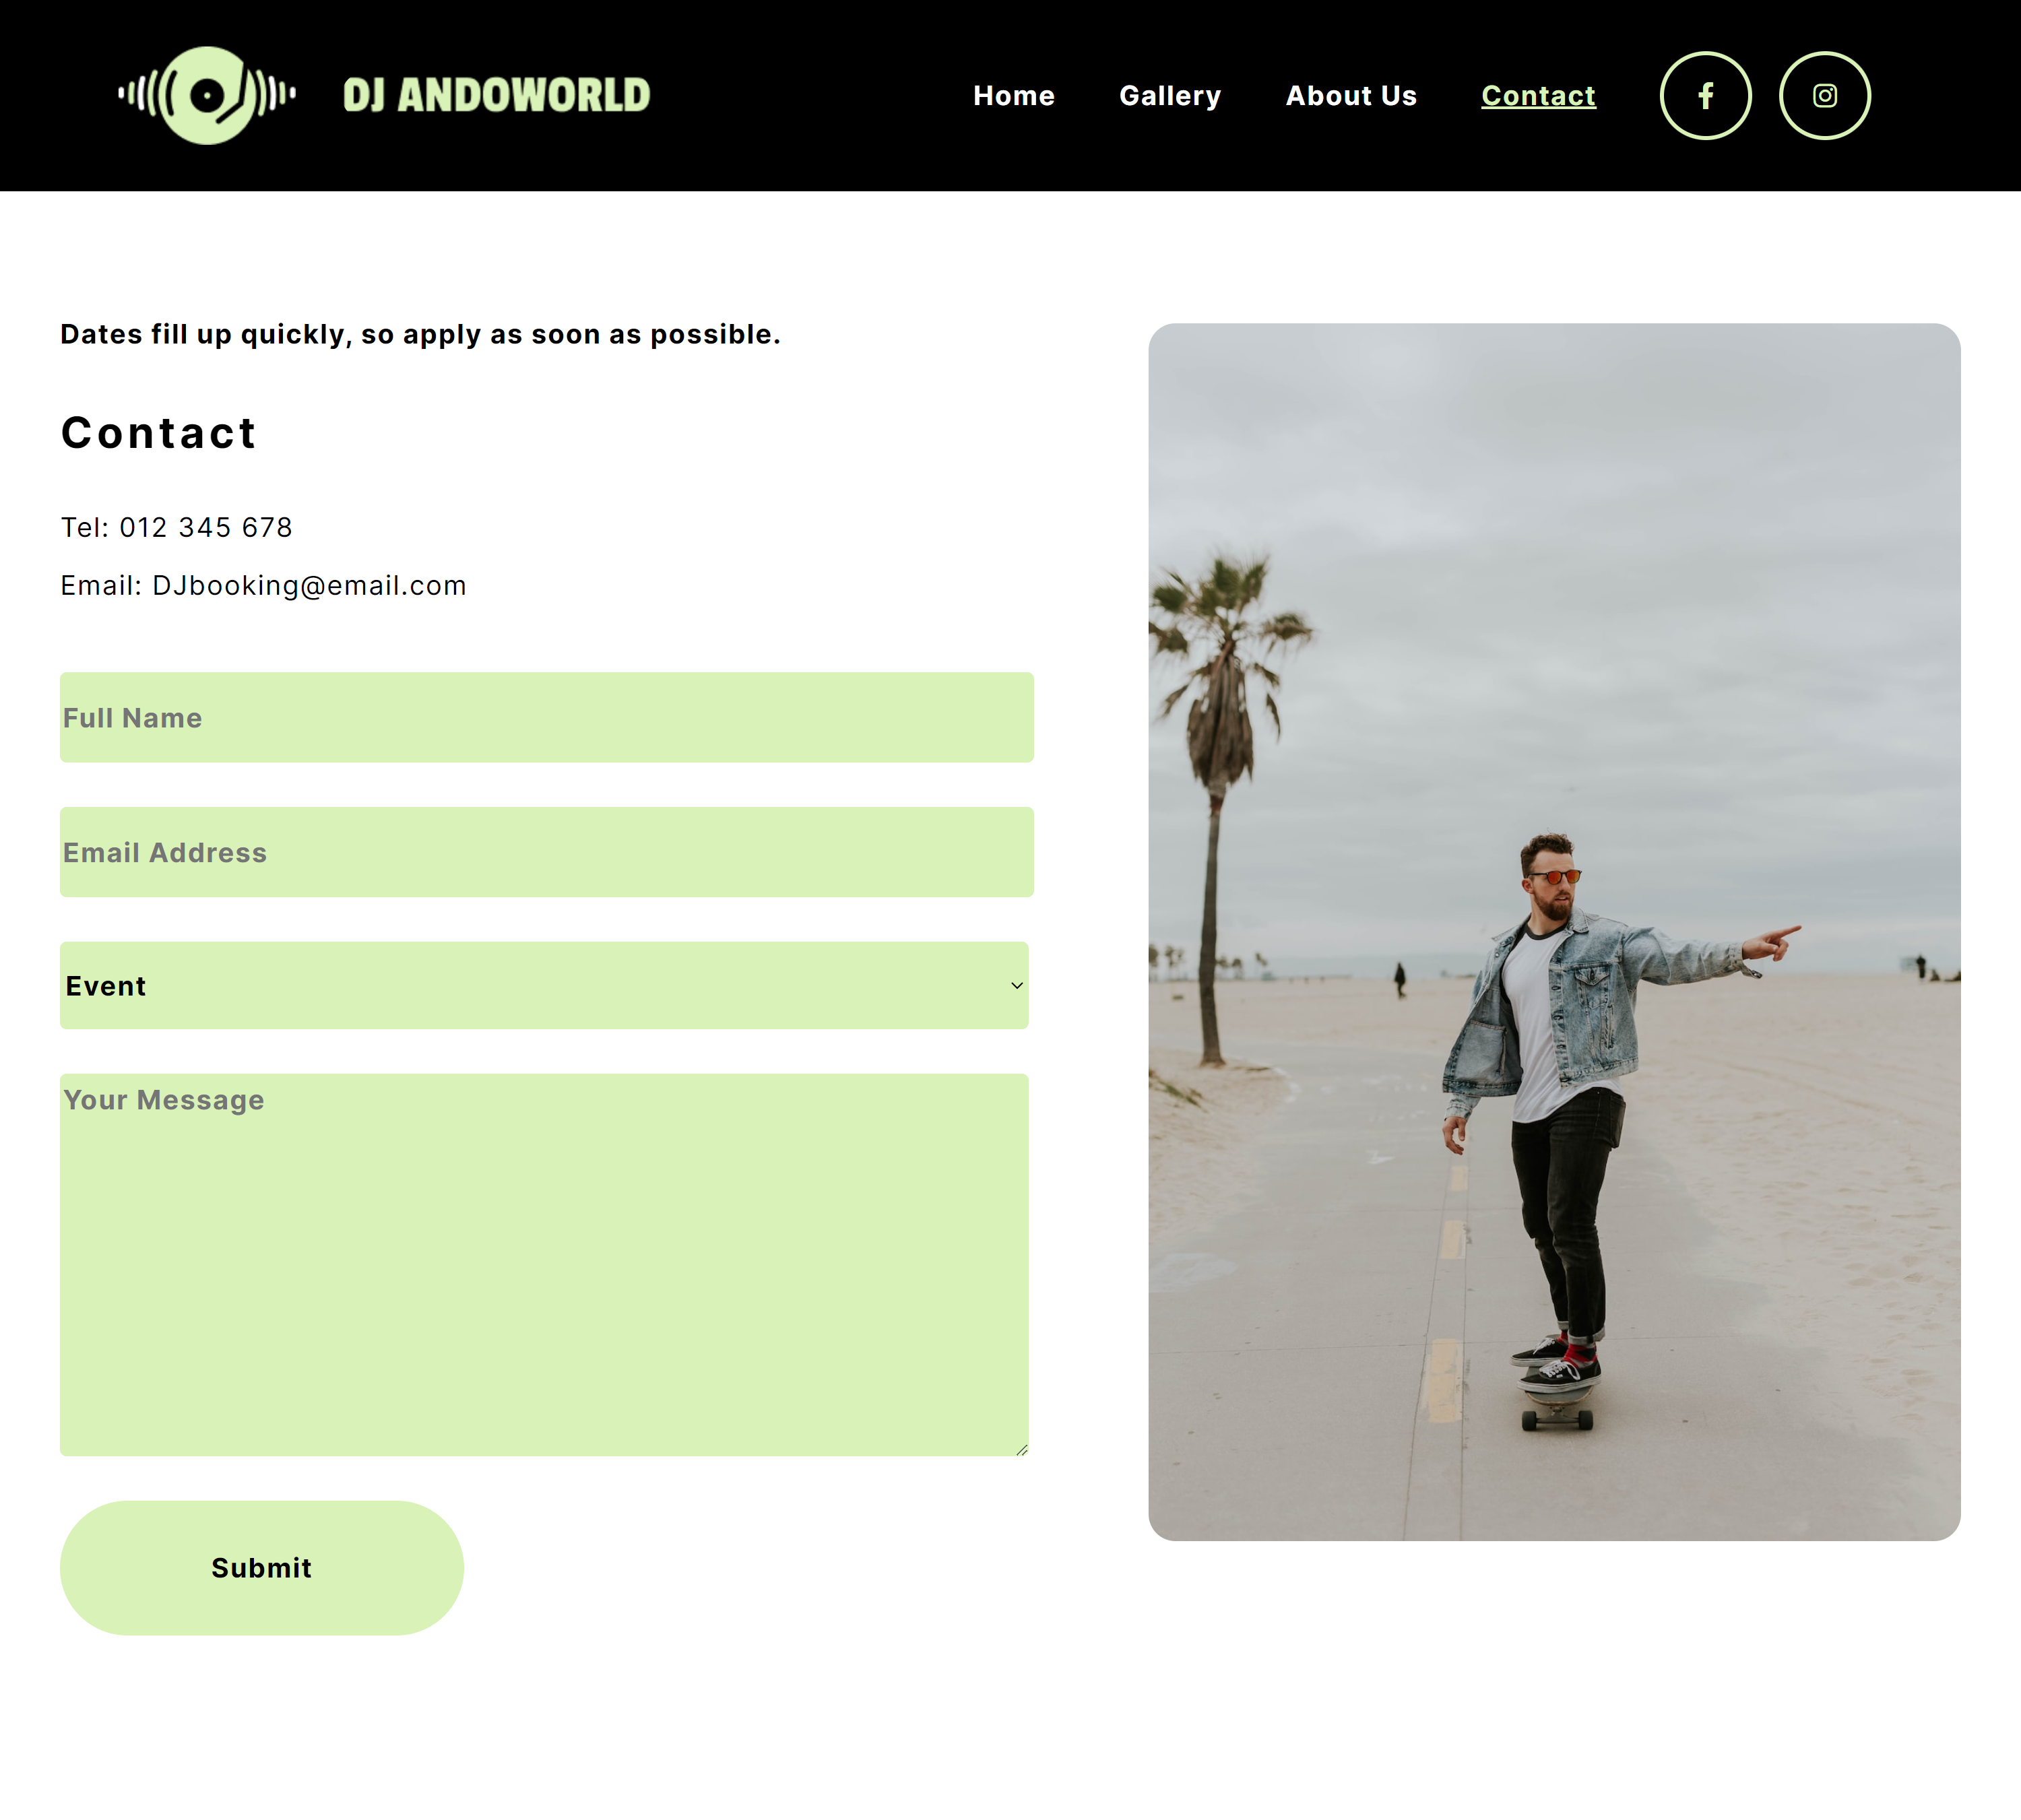 DJ ANDOWORLD
Home
Gallery
About Us
Contact
Dates fill up quickly, so apply as soon as possible.
Contact
Tel: 012 345 678
Email: DJbooking@email.com
Full Name
Email Address
Event
Your Message
Submit